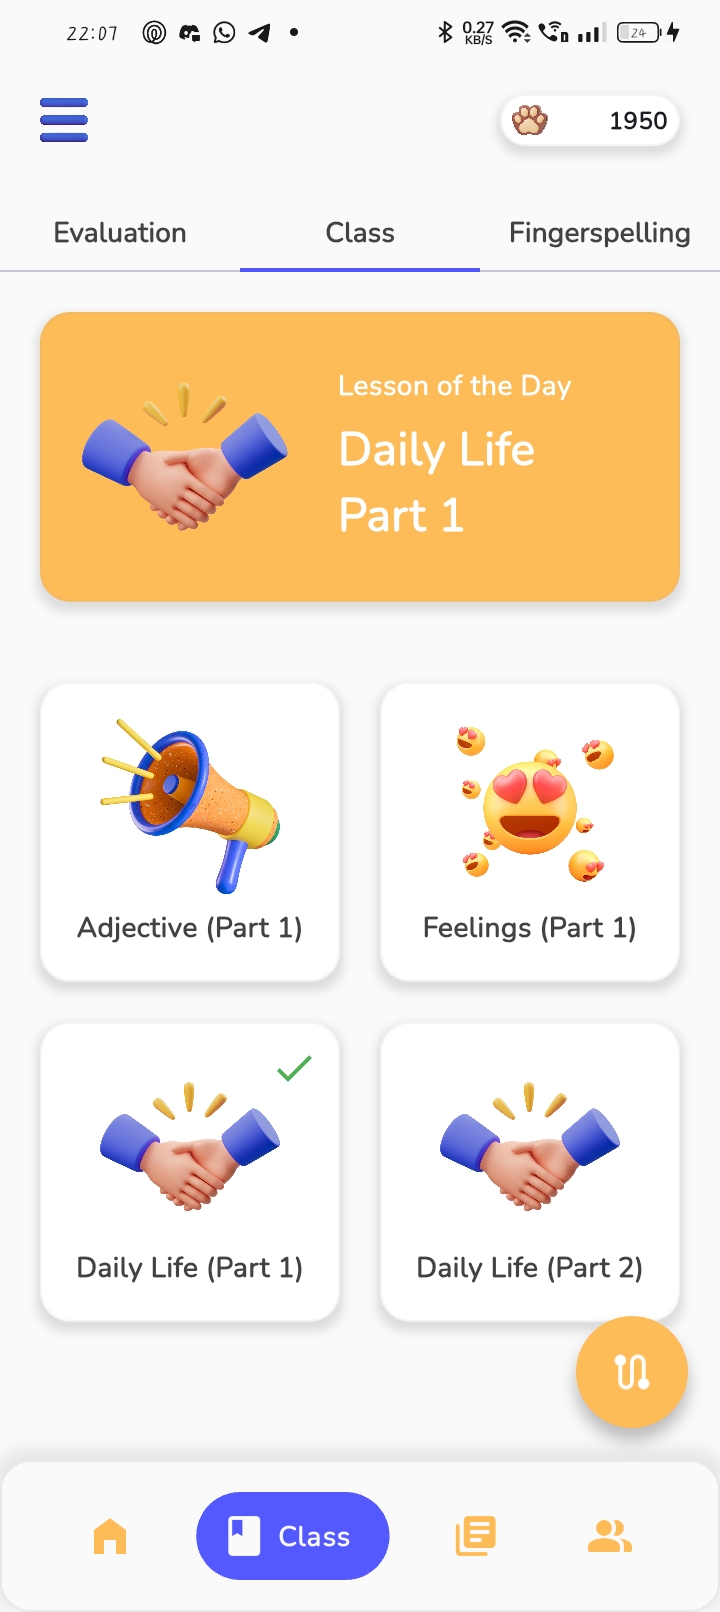 22:07
0.27
KB/S
24
1950
Evaluation
Class
Fingerspelling
Lesson of the Day
Daily Life
Part 1
Adjective (Part 1)
Feelings (Part 1)
Daily Life (Part 1)
Daily Life (Part 2)
Class